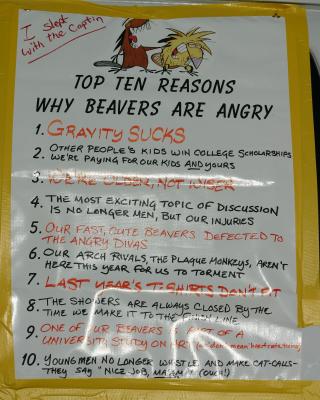 I slept
with the Captin
TOP TEN REASONS
WHY BEAVERS ARE ANGRY
1. GRAVITY SUCKS
2. OTHER PEOPLE'S KIDS WIN COLLEGE SCHOLARSHIPS
WE'RE PAYING FOR OUR KIDS AND YOURS
3. WE'RE OLDER, NOT WISER
4. THE MOST EXCITING TOPIC OF DISCUSSION
IS NO LONGER MEN, BUT OUR INJURIES
5. OUR FAST, CUTE BEAVERS DEFECTED TO
THE ANGRY DIVAS
6. OUR ARCH RIVALS, THE PLAQUE MONKEYS, AREN'T
HERE THIS YEAR FOR US TO TORMENT
7. LAST YEAR'S T-SHIRTS DON'T FIT
8. THE SHOWERS ARE ALWAYS CLOSED BY THE
TIME WE MAKE IT TO THE FINISH LINE
9. ONE OF OUR BEAVERS IS PART OF A
UNIVERSITY STUDY ON
10. YOUNG MEN NO LONGER WHISTLE AND MAKE CAT-CALLS-
THEY SAY "NICE JOB, MA'AM" (OUCH!)